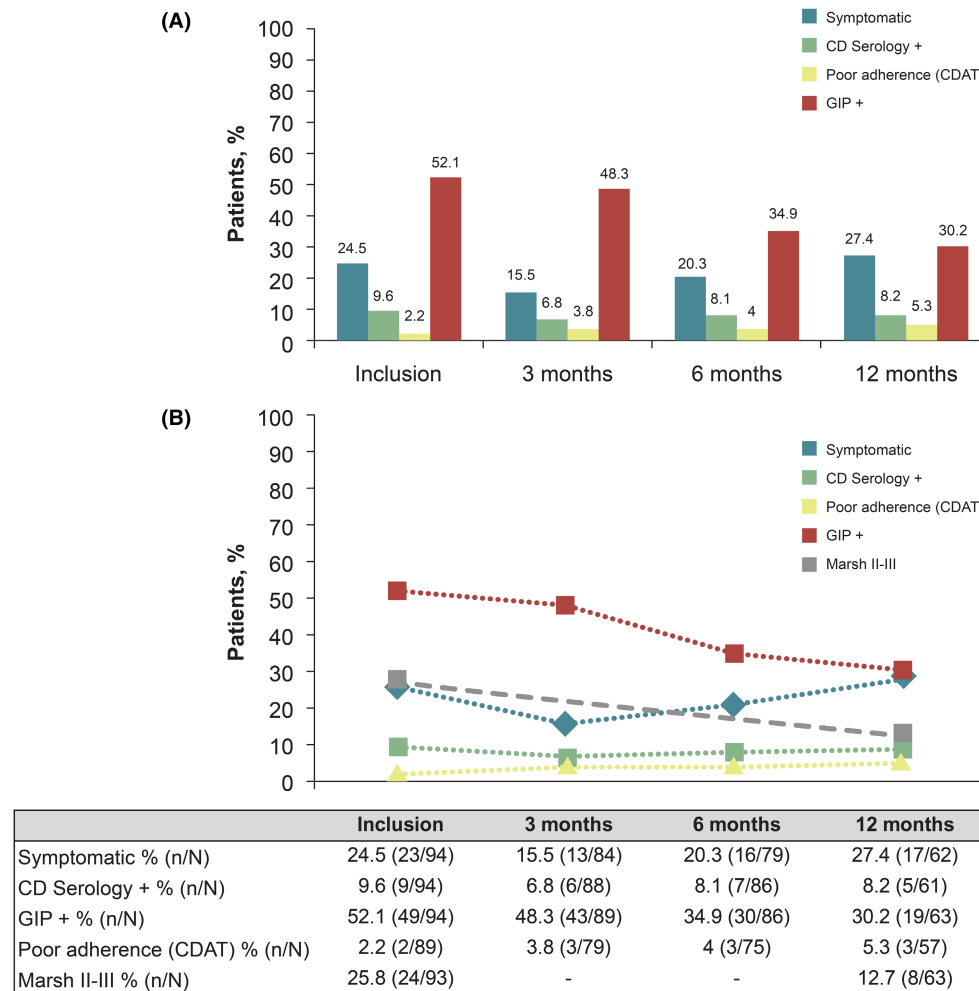 (A)
Symptomatic
CD Serology +
Poor adherence (CDAT
GIP +
Patients, %
100
90
80
70
60
50
40
30
20
10
0
24.5
9.6
2.2
52.1
15.5
6.8
3.8
48.3
20.3
8.1
4
34.9
27.4
8.2
5.3
30.2
Inclusion 3 months 6 months 12 months
(B)
Symptomatic
CD Serology +
Poor adherence (CDAT
GIP +
Marsh II-III
Patients, %
100
90
80
70
60
50
40
30
20
10
0
Inclusion 3 months 6 months 12 months
Symptomatic % (n/N) 24.5 (23/94) 15.5 (13/84) 20.3 (16/79) 27.4 (17/62)
CD Serology + % (n/N) 9.6 (9/94) 6.8 (6/88) 8.1 (7/86) 8.2 (5/61)
GIP + % (n/N) 52.1 (49/94) 48.3 (43/89) 34.9 (30/86) 30.2 (19/63)
Poor adherence (CDAT) % (n/N) 2.2 (2/89) 3.8 (3/79) 4 (3/75) 5.3 (3/57)
Marsh II-III % (n/N) 25.8 (24/93) - - 12.7 (8/63)